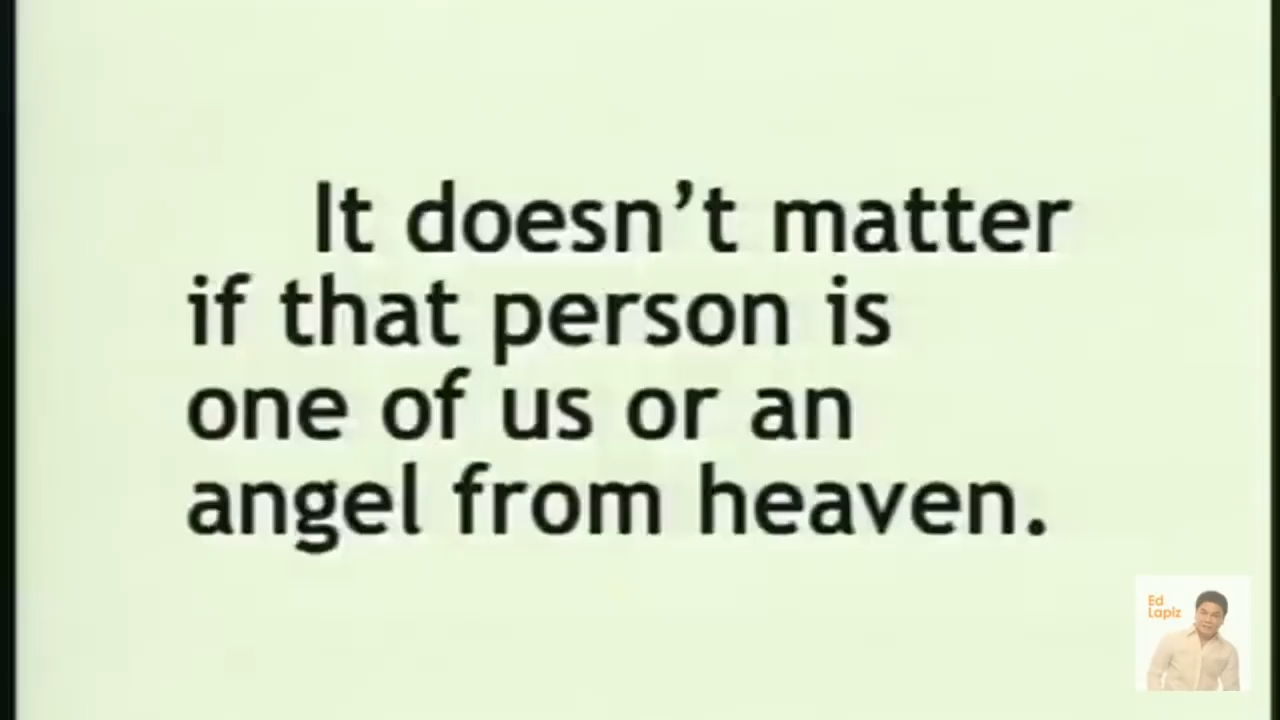 It doesn’t matter
if that person is
one of us or an
angel from heaven.
Ed
Lapiz